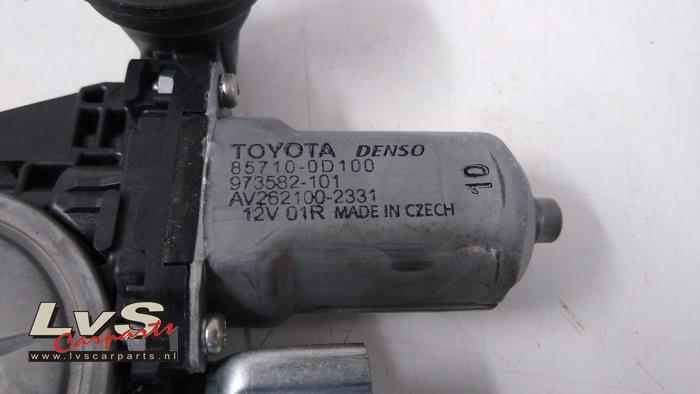 TOYOTA DENSO
85710-0D100
973582-101
AV262100-2331
12V 01R MADE IN CZECH
10
LvS
Carparts
www.lvscarparts.nl